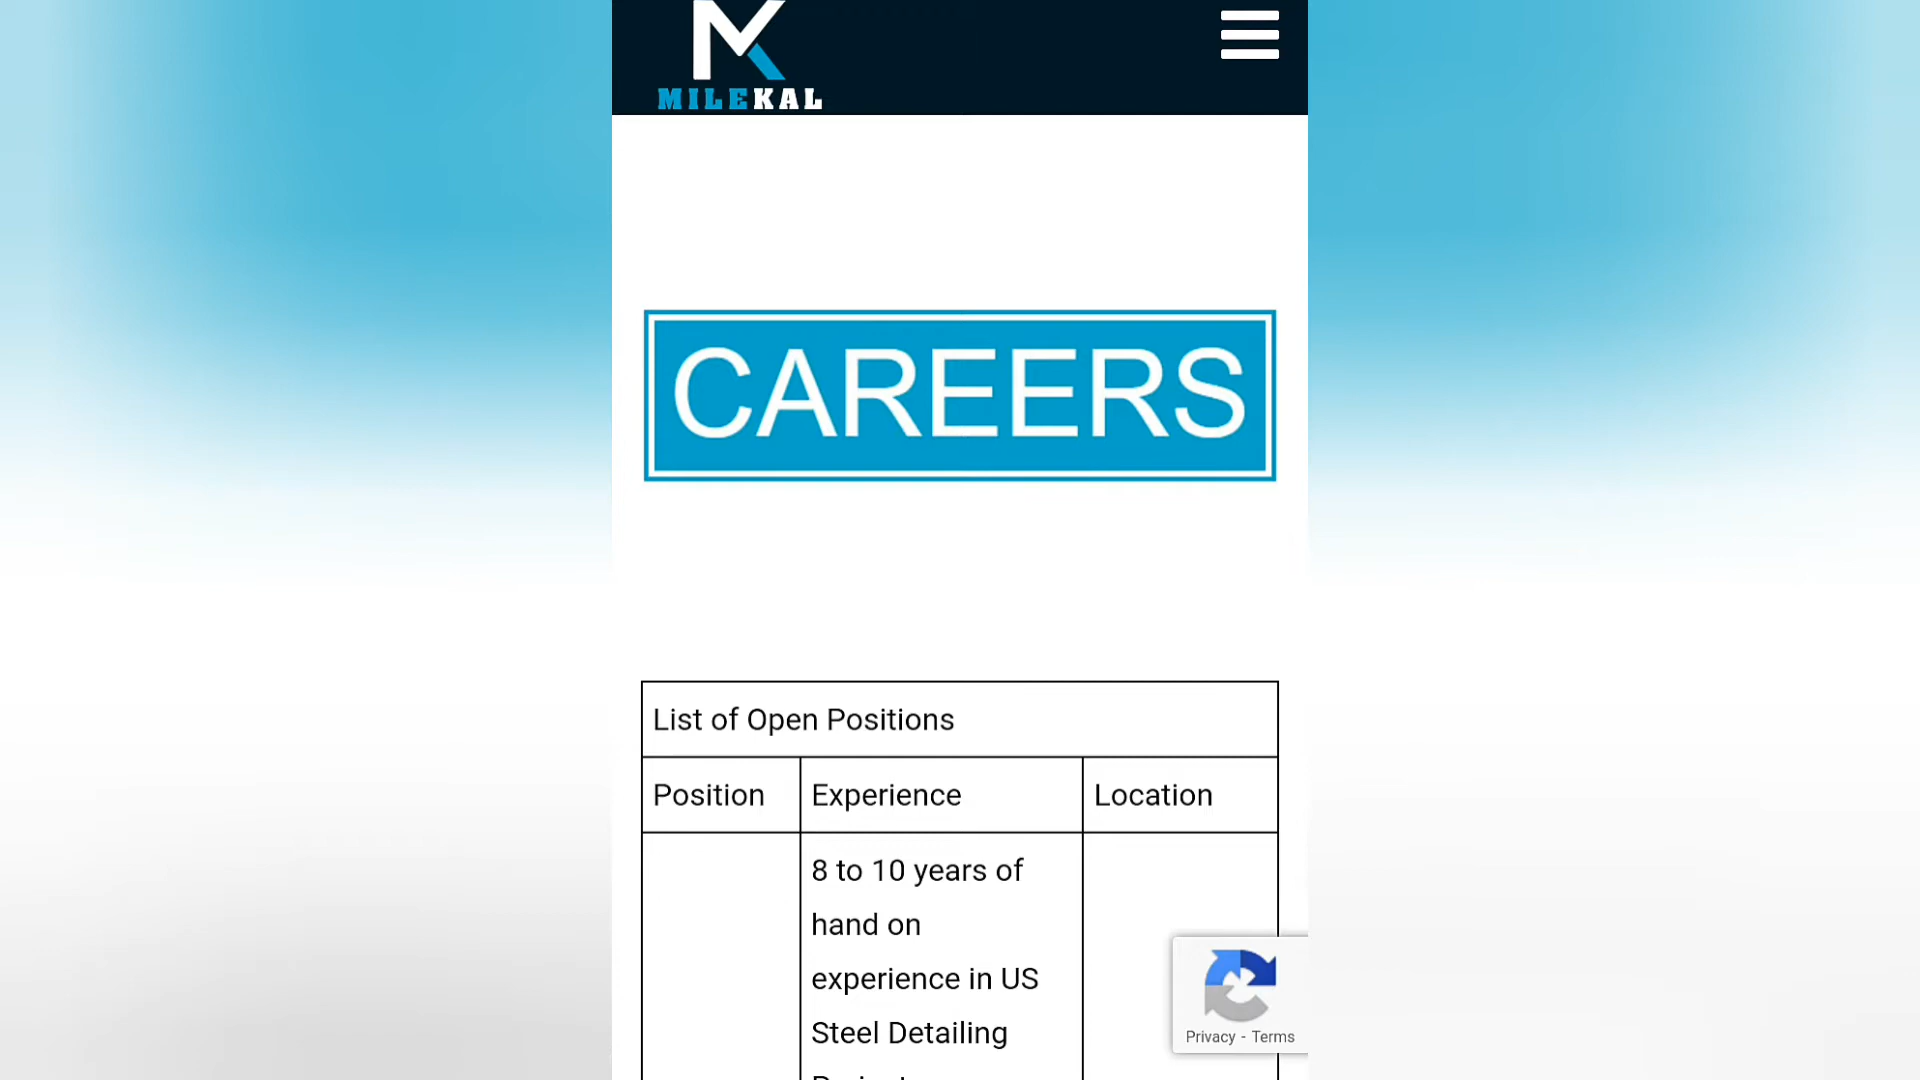 MILEKAL
CAREERS
List of Open Positions
Position
Experience
Location
8 to 10 years of
hand on
experience in US
Steel Detailing
Privacy - Terms